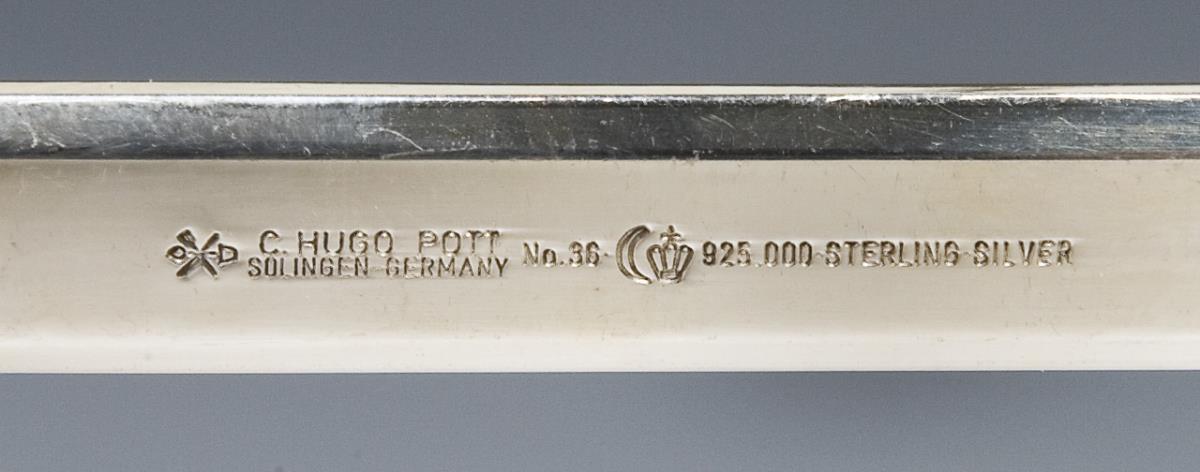 C. HUGO POTT
SOLINGEN-GERMANY
No. 36
925.000 STERLING SILVER